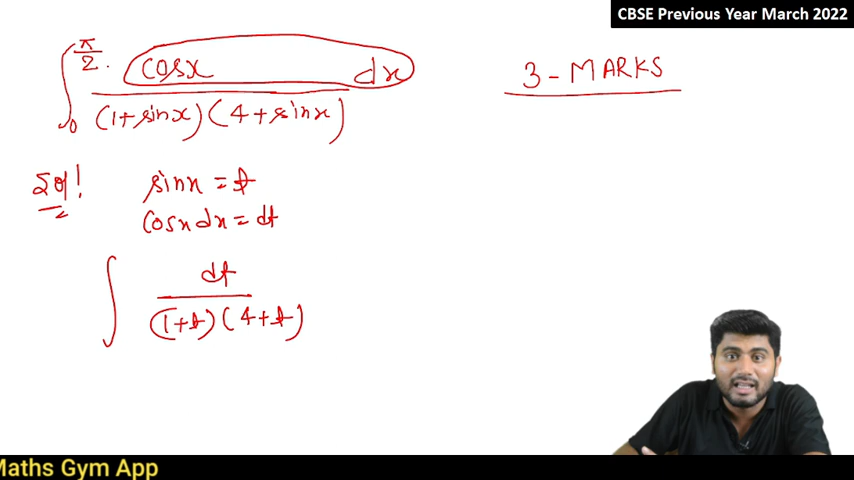 CBSE Previous Year March 2022
∫₀^(π/2) cosx dx / (1+sinx)(4+sinx)
3-MARKS
Sol!
sinx = t
cosx dx = dt
∫ dt / (1+t)(4+t)
Maths Gym App